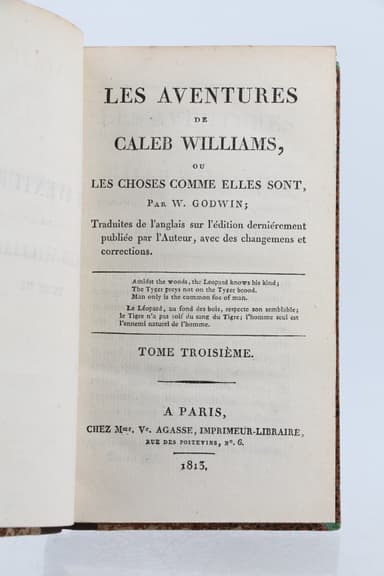 LES AVENTURES
DE
CALEB WILLIAMS,
OU
LES CHOSES COMME ELLES SONT,
PAR W. GODWIN;
Traduites de l'anglais sur l'édition derniérement
publiée par l'Auteur, avec des changemens et
corrections.
Amidst the woods, the Leopard knows his kind;
The Tyger preys not on the Tyger brood.
Man only is the common foe of man.
Le Léopard, au fond des bois, respecte son semblable;
le Tigre n'a pas soif du sang du Tigre; l'homme seul est
l'ennemi naturel de l'homme.
TOME TROISIÈME.
A PARIS,
CHEZ Mme. Ve. AGASSE, IMPRIMEUR-LIBRAIRE,
RUE DES POITEVINS, No. 6.
1813.